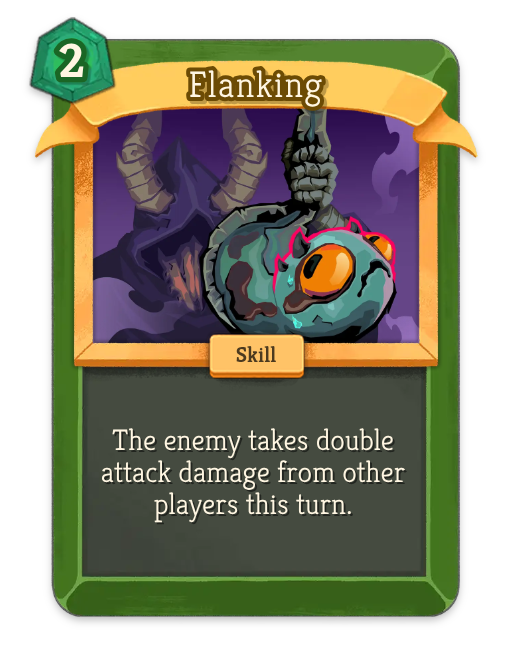 2
Flanking
Skill
The enemy takes double
attack damage from other
players this turn.